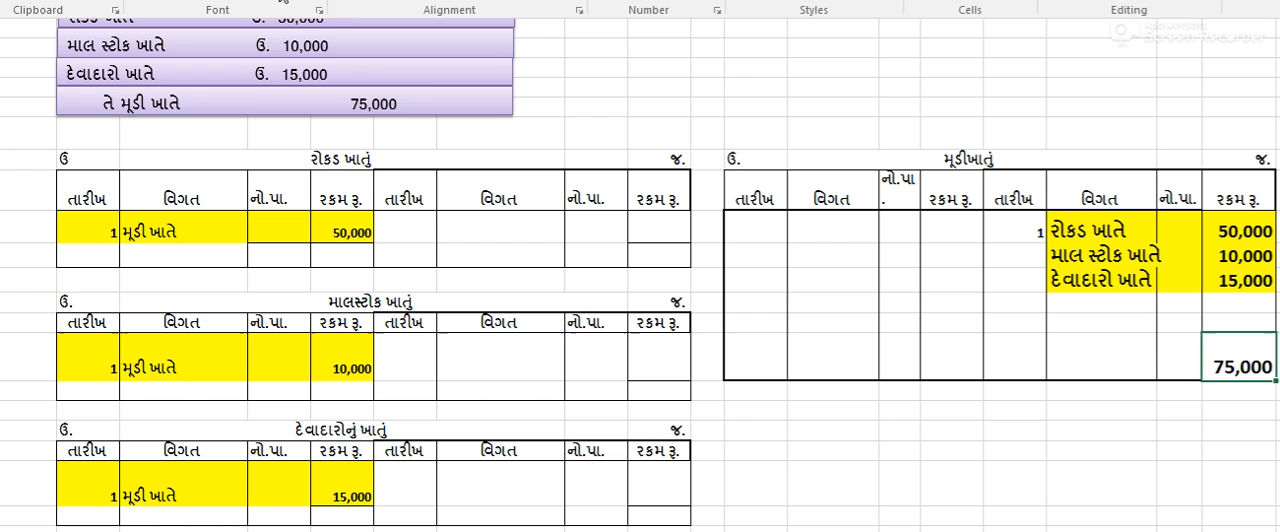 Clipboard Font Alignment Number Styles Cells Editing
Screen Recorder
માલ સ્ટોક ખાતે ઉ. 10,000
દેવાદારો ખાતે ઉ. 15,000
તે મૂડી ખાતે 75,000
ઉ રોકડ ખાતું જ.
તારીખ વિગત નો.પા. રકમ રૂ. તારીખ વિગત નો.પા. રકમ રૂ.
1 મૂડી ખાતે 50,000
ઉ. માલસ્ટોક ખાતું જ.
તારીખ વિગત નો.પા. રકમ રૂ. તારીખ વિગત નો.પા. રકમ રૂ.
1 મૂડી ખાતે 10,000
ઉ. દેવાદારોનું ખાતું જ.
તારીખ વિગત નો.પા. રકમ રૂ. તારીખ વિગત નો.પા. રકમ રૂ.
1 મૂડી ખાતે 15,000
ઉ. મૂડીખાતું જ.
તારીખ વિગત નો.પા. રકમ રૂ. તારીખ વિગત નો.પા. રકમ રૂ.
1 રોકડ ખાતે 50,000
માલ સ્ટોક ખાતે 10,000
દેવાદારો ખાતે 15,000
75,000